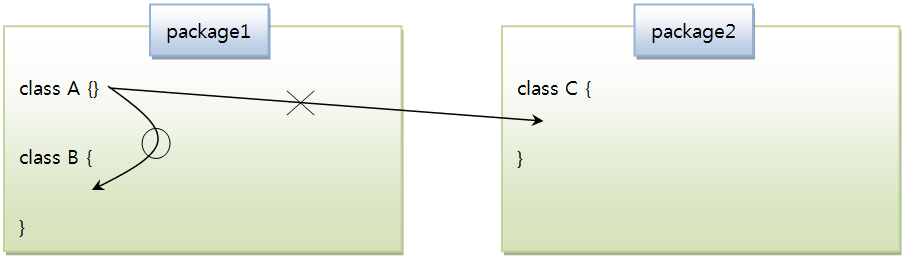 package1
class A {}
class B {
}
package2
class C {
}